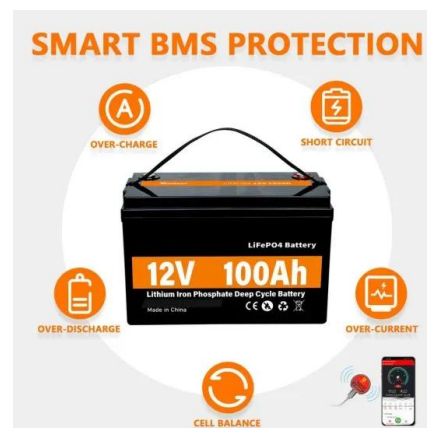 SMART BMS PROTECTION
A
OVER-CHARGE
SHORT CIRCUIT
LiFePO4 Battery
12V 100Ah
Lithium Iron Phosphate Deep Cycle Battery
Made in China
CE
OVER-DISCHARGE
OVER-CURRENT
CELL BALANCE